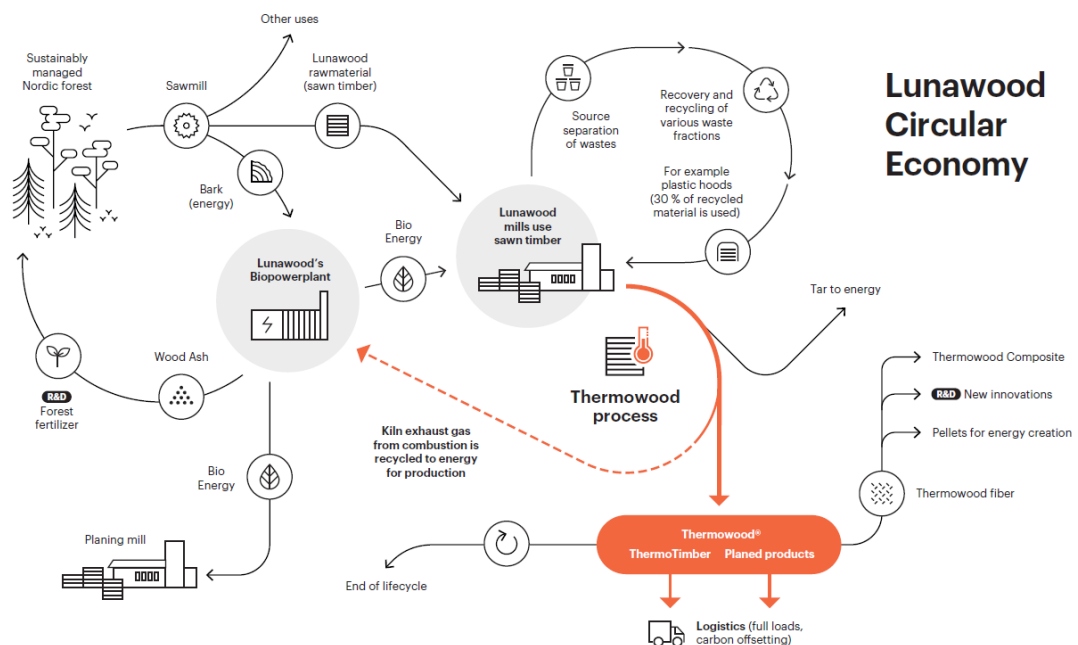 Lunawood
Circular
Economy
Other uses
Sustainably
managed
Nordic forest
Sawmill
Lunawood
rawmaterial
(sawn timber)
Bark
(energy)
Source
separation
of wastes
Recovery and
recycling of
various waste
fractions
For example
plastic hoods
(30 % of recycled
material is used)
Lunawood
mills use
sawn timber
Bio
Energy
Lunawood's
Biopowerplant
Tar to energy
Wood Ash
R&D
Forest
fertilizer
Thermowood
process
Kiln exhaust gas
from combustion is
recycled to energy
for production
Bio
Energy
Planing mill
Thermowood Composite
R&D New innovations
Pellets for energy creation
Thermowood fiber
Thermowood®
ThermoTimber Planed products
End of lifecycle
Logistics (full loads,
carbon offsetting)